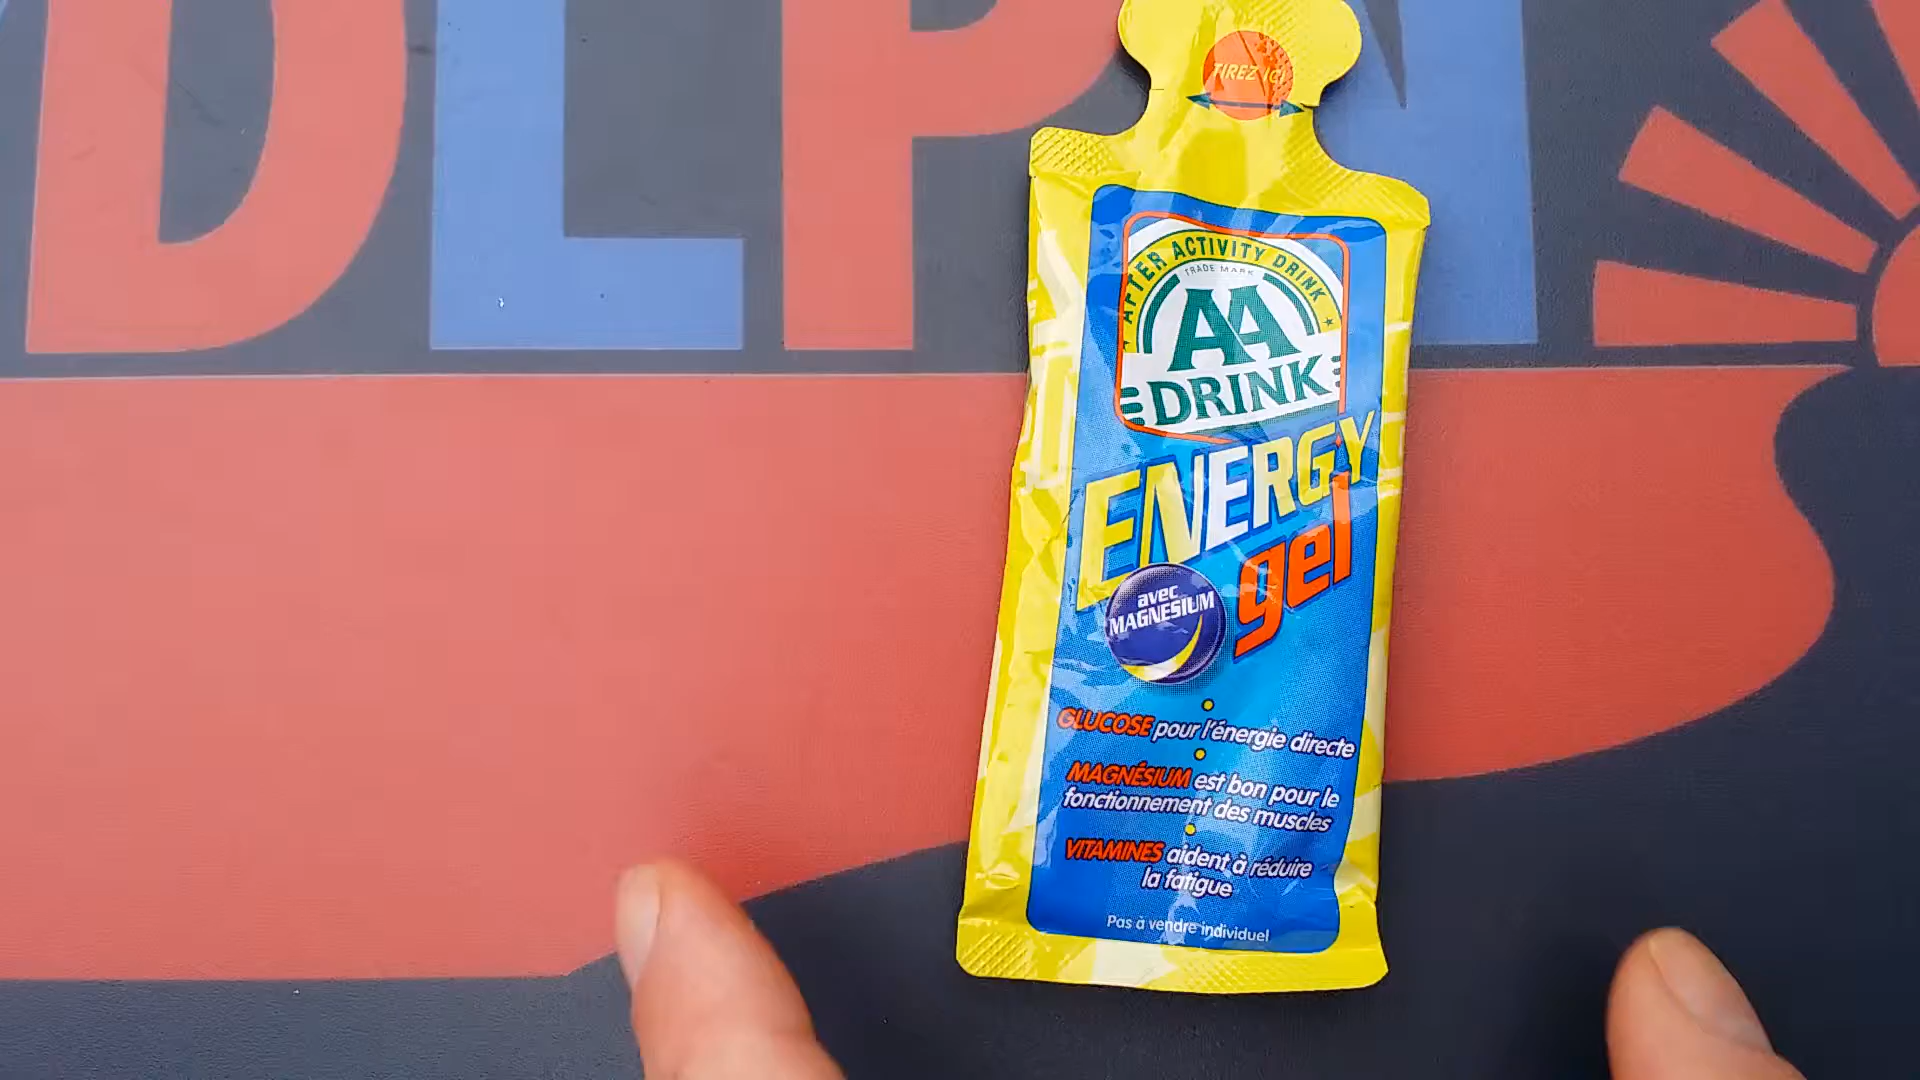 DLPN
TIREZ ICI
AFTER ACTIVITY DRINK
TRADE MARK
AA
DRINK
ENERGY
gel
avec
MAGNESIUM
GLUCOSE pour l'énergie directe
MAGNÉSIUM est bon pour le
fonctionnement des muscles
VITAMINES aident à réduire
la fatigue
Pas à vendre individuel